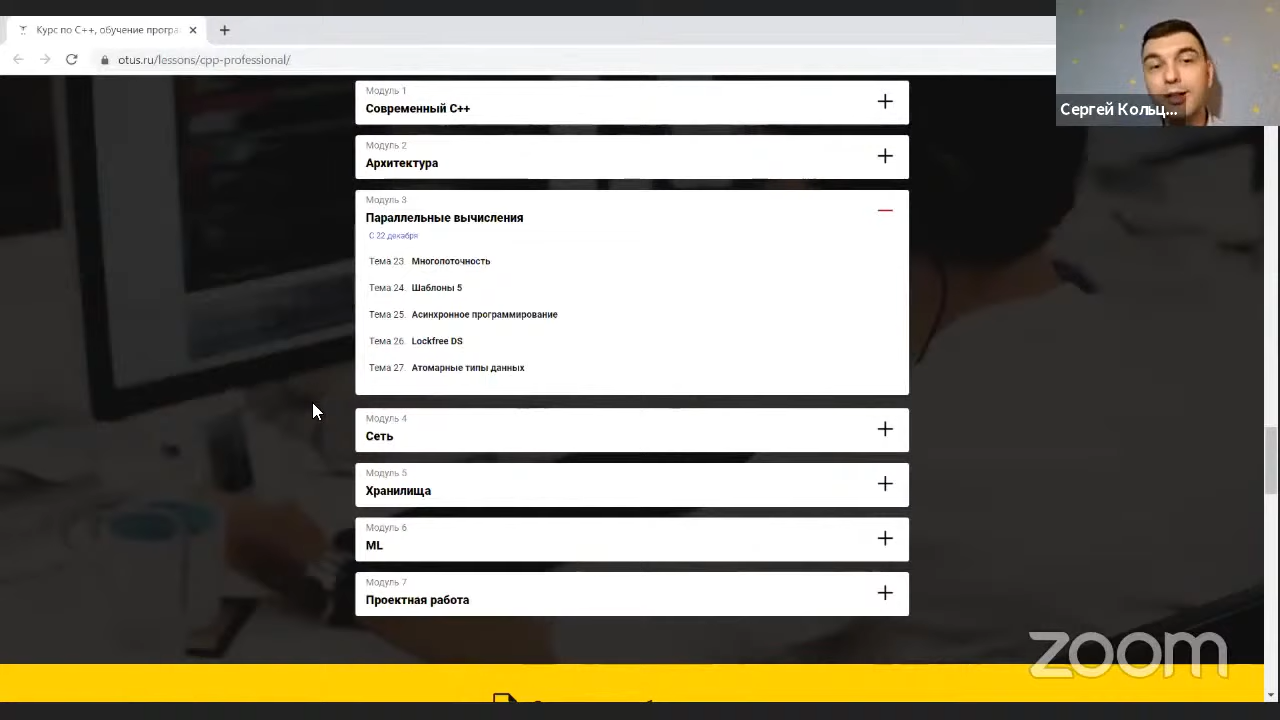 Курс по C++, обучение програ
otus.ru/lessons/cpp-professional/
Сергей Кольц...
Модуль 1
Современный C++
Модуль 2
Архитектура
Модуль 3
Параллельные вычисления
С 22 декабря
Тема 23. Многопоточность
Тема 24. Шаблоны 5
Тема 25. Асинхронное программирование
Тема 26. Lockfree DS
Тема 27. Атомарные типы данных
Модуль 4
Сеть
Модуль 5
Хранилища
Модуль 6
ML
Модуль 7
Проектная работа
zoom